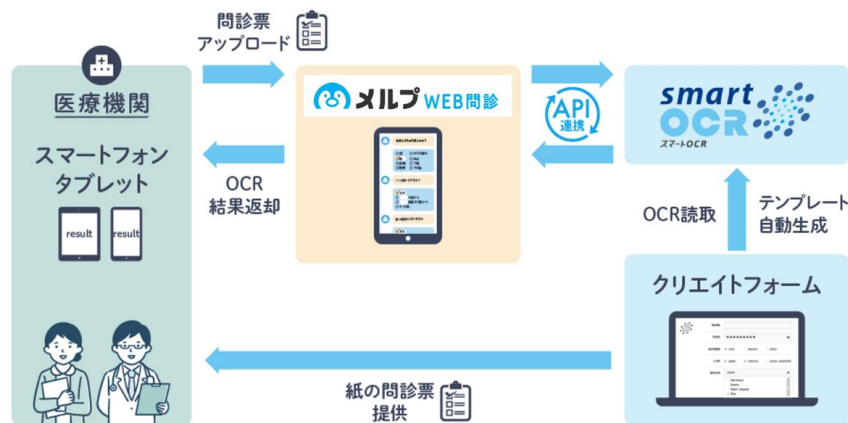 問診票
アップロード
医療機関
スマートフォン
タブレット
result
result
OCR
結果返却
メルプ WEB問診
API
連携
smart
OCR
スマートOCR
OCR読取
テンプレート
自動生成
クリエイトフォーム
紙の問診票
提供